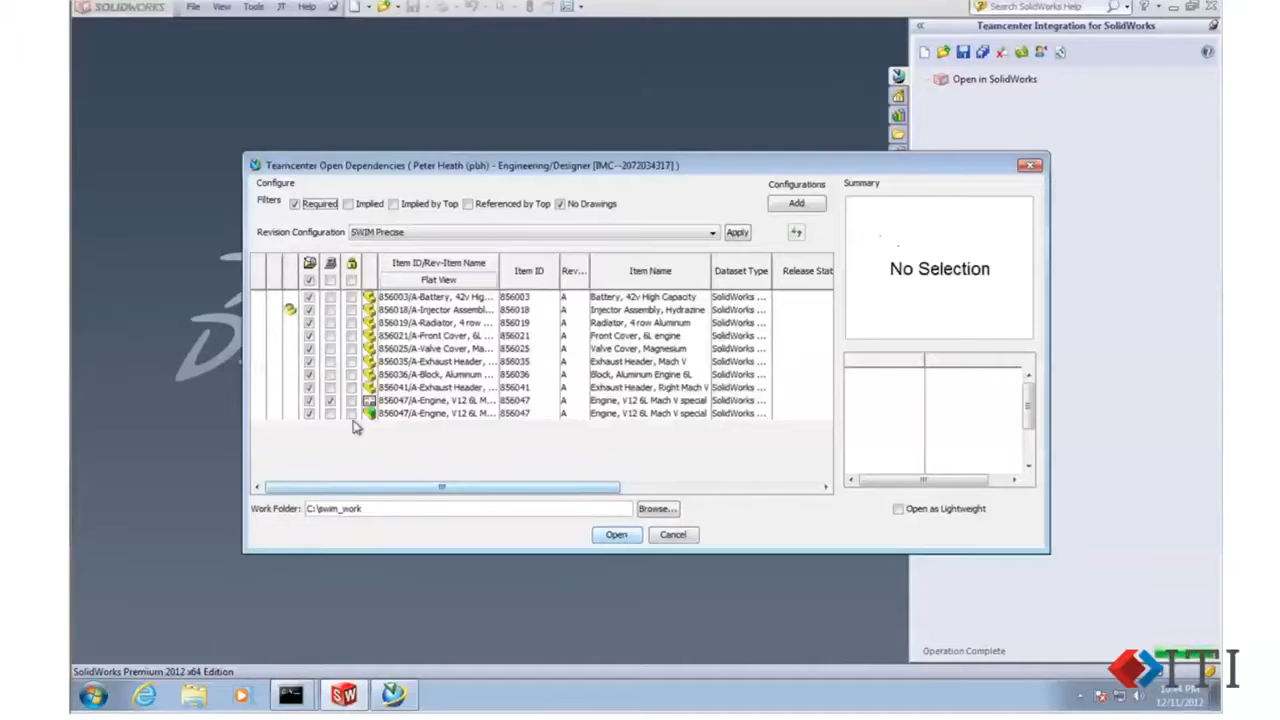 SOLIDWORKS File View Tools JT Help Search SolidWorks Help
Teamcenter Integration for SolidWorks
Open in SolidWorks
Teamcenter Open Dependencies ( Peter Heath (pbh) - Engineering/Designer [IMC--2072034317] )
Configure Configurations Summary
Filters Required Implied Implied by Top Referenced by Top No Drawings Add
Revision Configuration SWIM Precise Apply
No Selection
Item ID/Rev-Item Name Item ID Rev... Item Name Dataset Type Release Stat
Flat View
856003/A-Battery, 42v Hig... 856003 A Battery, 42v High Capacity SolidWorks ...
856018/A-Injector Assembl... 856018 A Injector Assembly, Hydrazine SolidWorks ...
856019/A-Radiator, 4 row ... 856019 A Radiator, 4 row Aluminum SolidWorks ...
856021/A-Front Cover, 6L ... 856021 A Front Cover, 6L engine SolidWorks ...
856025/A-Valve Cover, Ma... 856025 A Valve Cover, Magnesium SolidWorks ...
856035/A-Exhaust Header, ... 856035 A Exhaust Header, Mach V SolidWorks ...
856036/A-Block, Aluminum ... 856036 A Block, Aluminum Engine 6L SolidWorks ...
856041/A-Exhaust Header, ... 856041 A Exhaust Header, Right Mach V SolidWorks ...
856047/A-Engine, V12 6L M... 856047 A Engine, V12 6L Mach V special SolidWorks ...
856047/A-Engine, V12 6L M... 856047 A Engine, V12 6L Mach V special SolidWorks ...
Work Folder: C:\swim_work Browse... Open as Lightweight
Open Cancel
Operation Complete
SolidWorks Premium 2012 x64 Edition
ITI
SW
12/11/2012